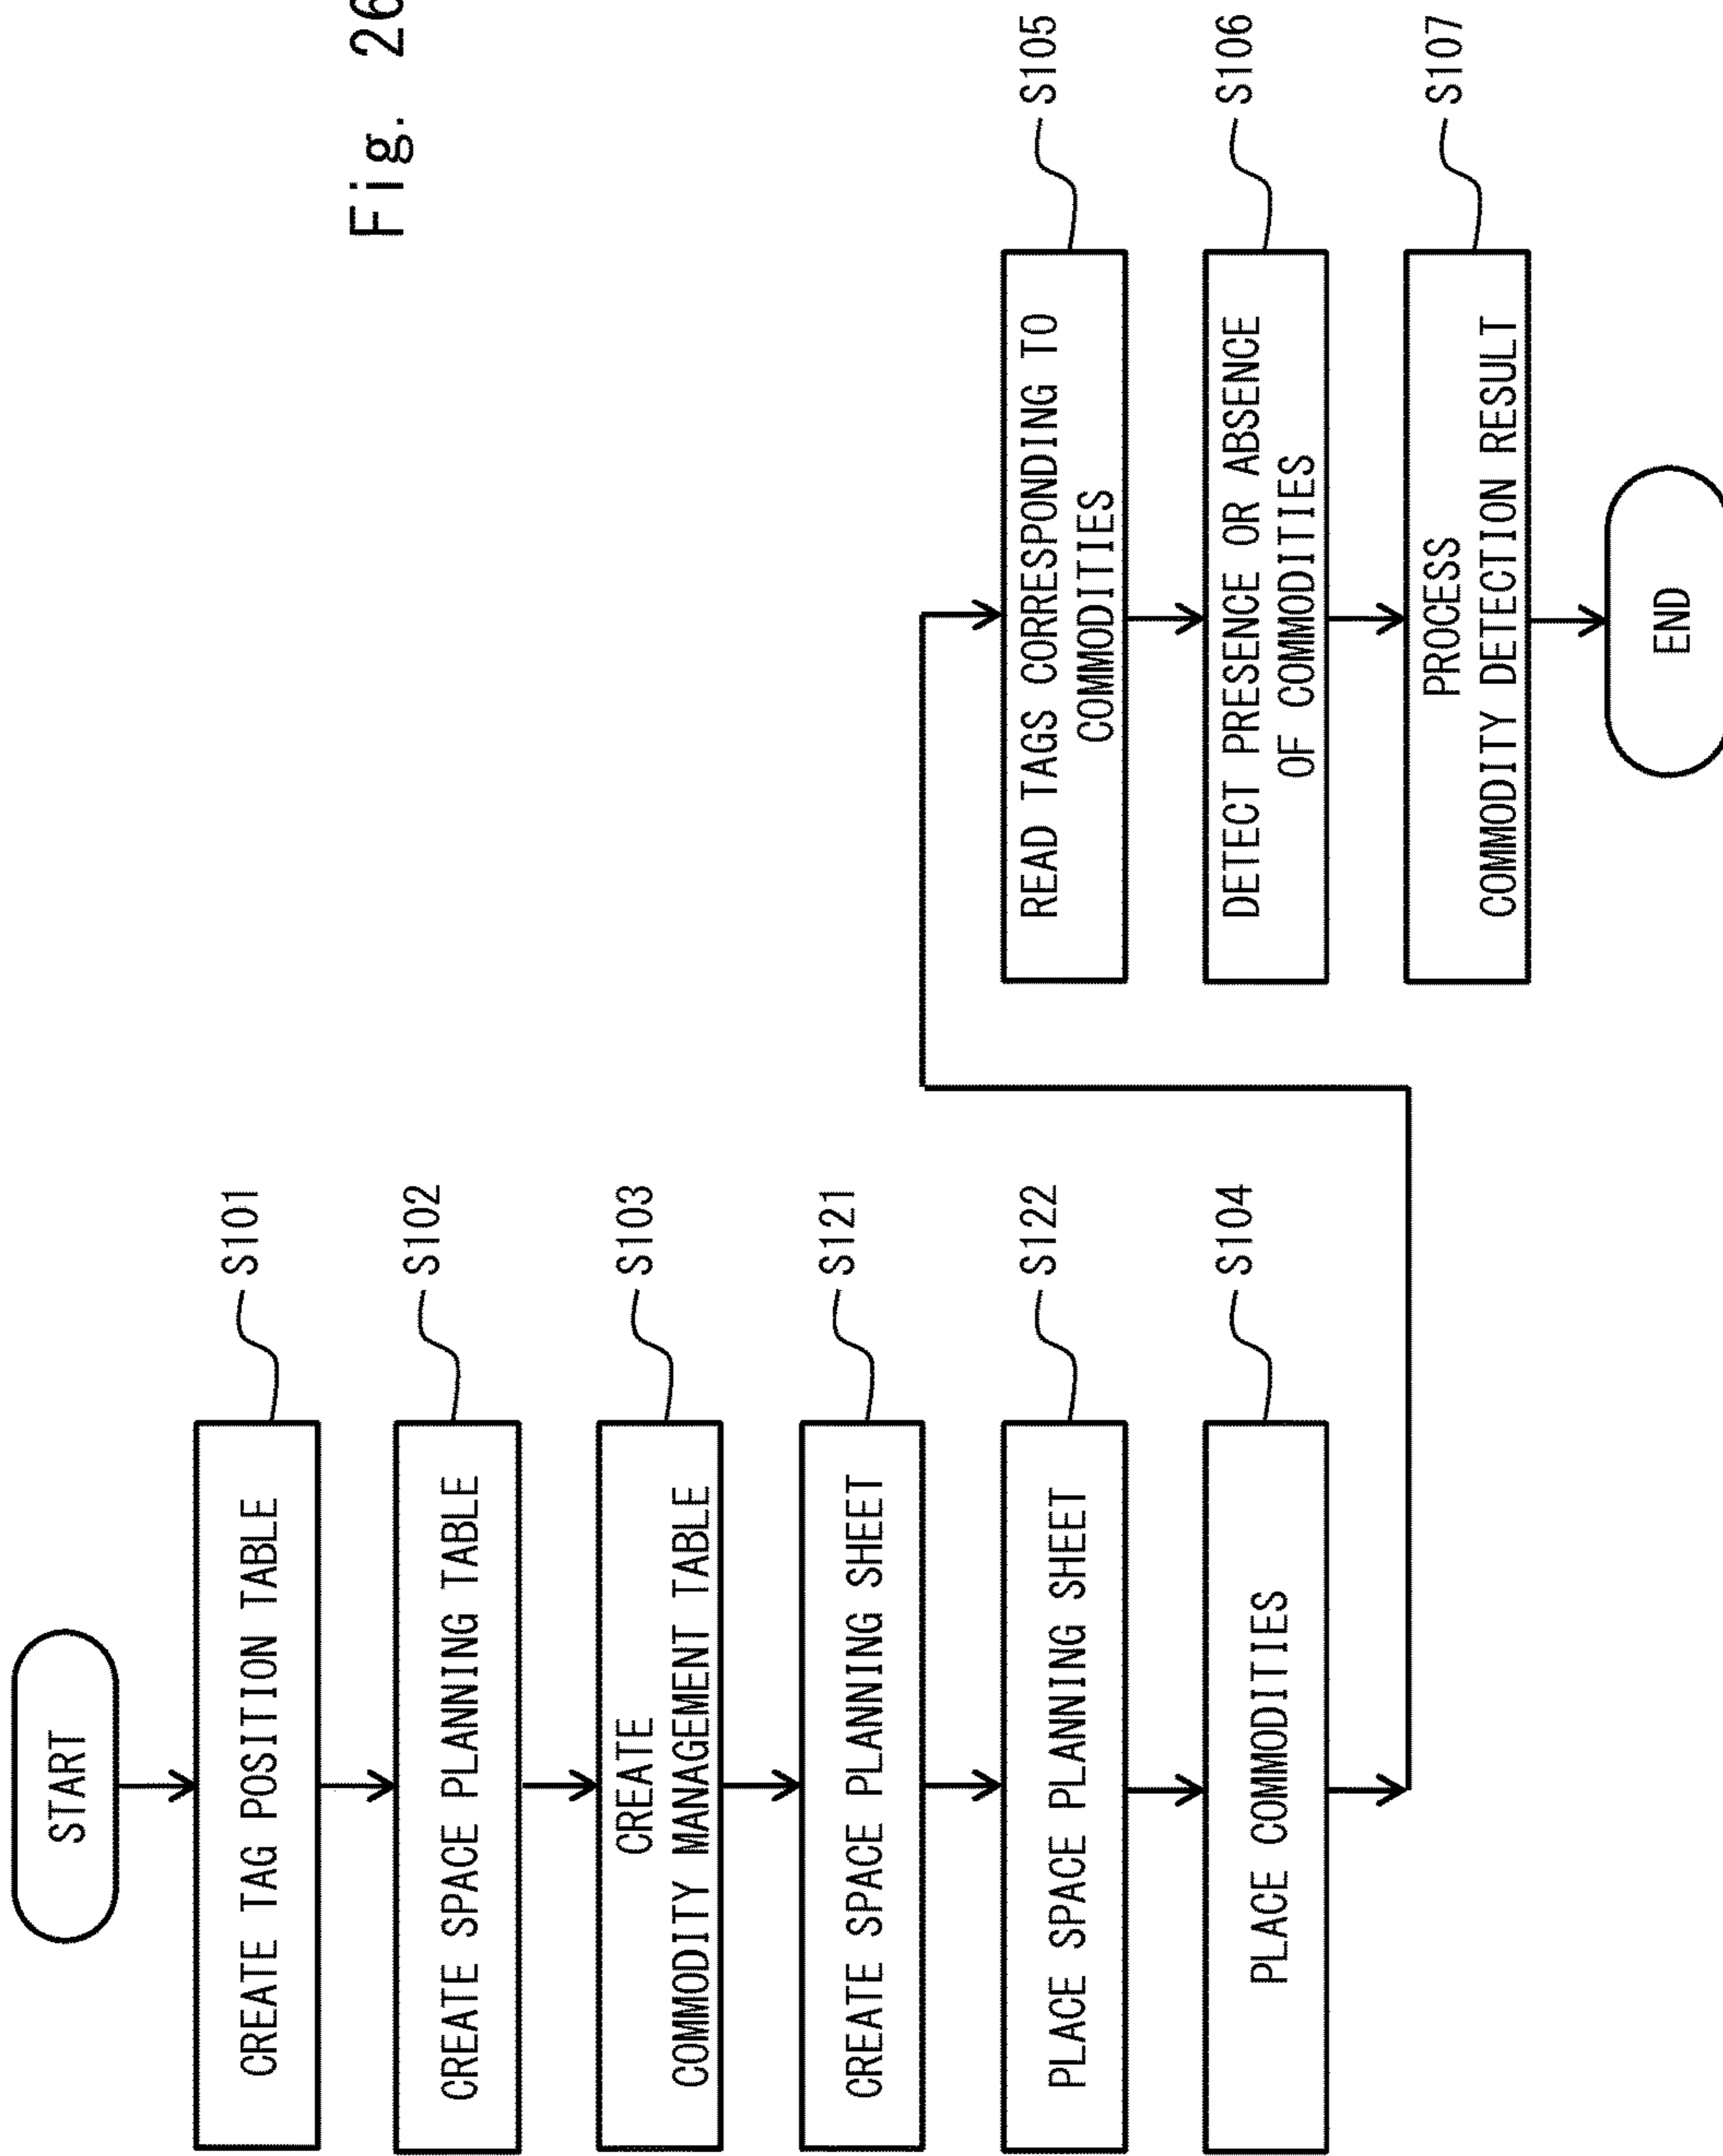 Fig. 26
START
CREATE TAG POSITION TABLE
S101
CREATE SPACE PLANNING TABLE
S102
CREATE
COMMODITY MANAGEMENT TABLE
S103
CREATE SPACE PLANNING SHEET
S121
PLACE SPACE PLANNING SHEET
S122
PLACE COMMODITIES
S104
READ TAGS CORRESPONDING TO
COMMODITIES
S105
DETECT PRESENCE OR ABSENCE
OF COMMODITIES
S106
PROCESS
COMMODITY DETECTION RESULT
S107
END